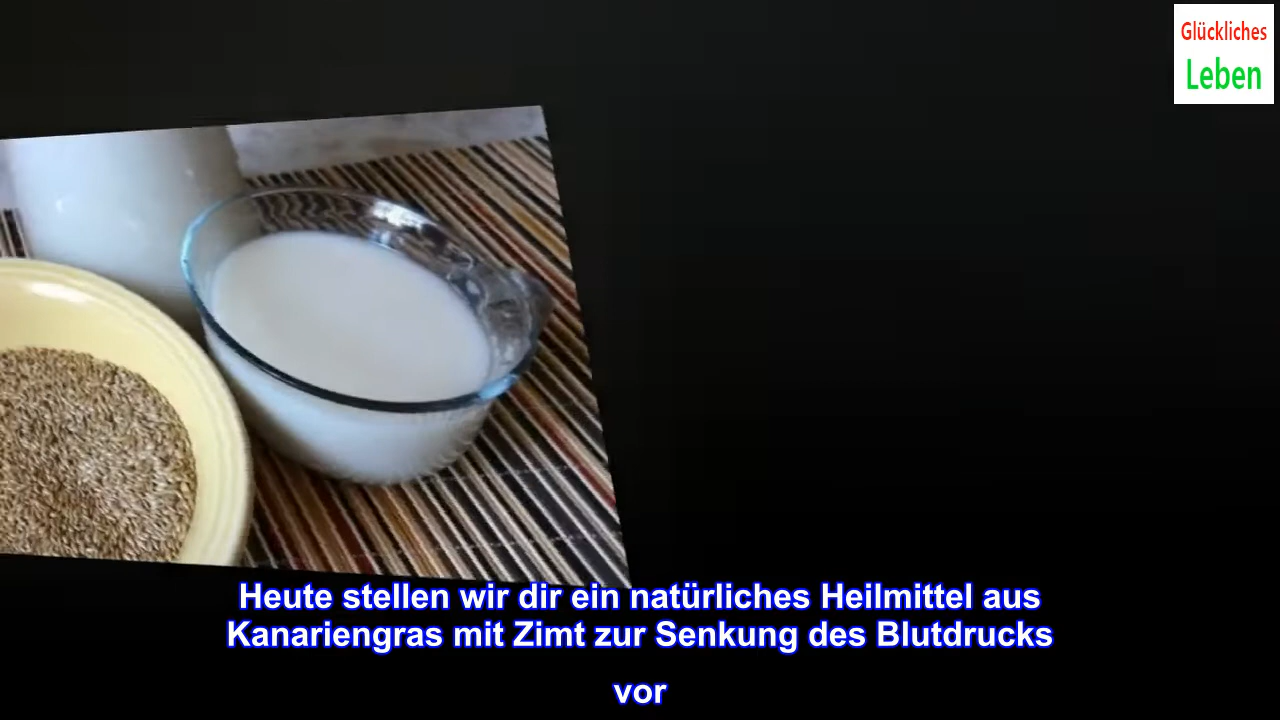 Glückliches
Leben
Heute stellen wir dir ein natürliches Heilmittel aus
Kanariengras mit Zimt zur Senkung des Blutdrucks
vor